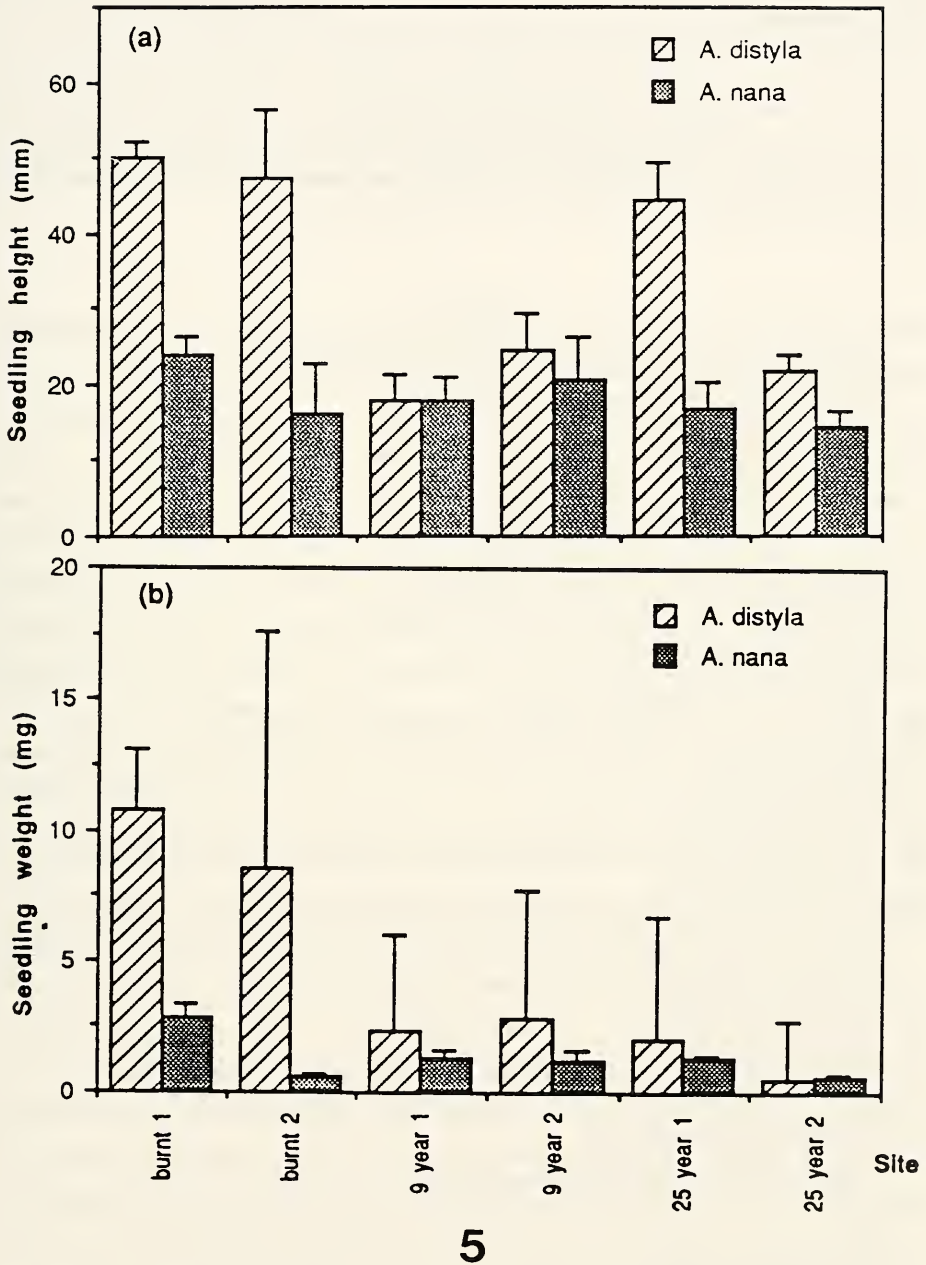 (a)
A. distyla
A. nana
Seedling height (mm)
60
40
20
0
(b)
A. distyla
A. nana
Seedling weight (mg)
20
15
10
5
0
burnt 1
burnt 2
9 year 1
9 year 2
25 year 1
25 year 2
Site
5